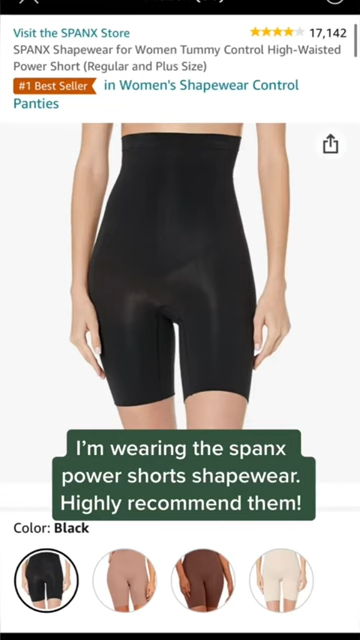 Visit the SPANX Store
17,142
SPANX Shapewear for Women Tummy Control High-Waisted
Power Short (Regular and Plus Size)
#1 Best Seller in Women's Shapewear Control
Panties
I'm wearing the spanx
power shorts shapewear.
Highly recommend them!
Color: Black